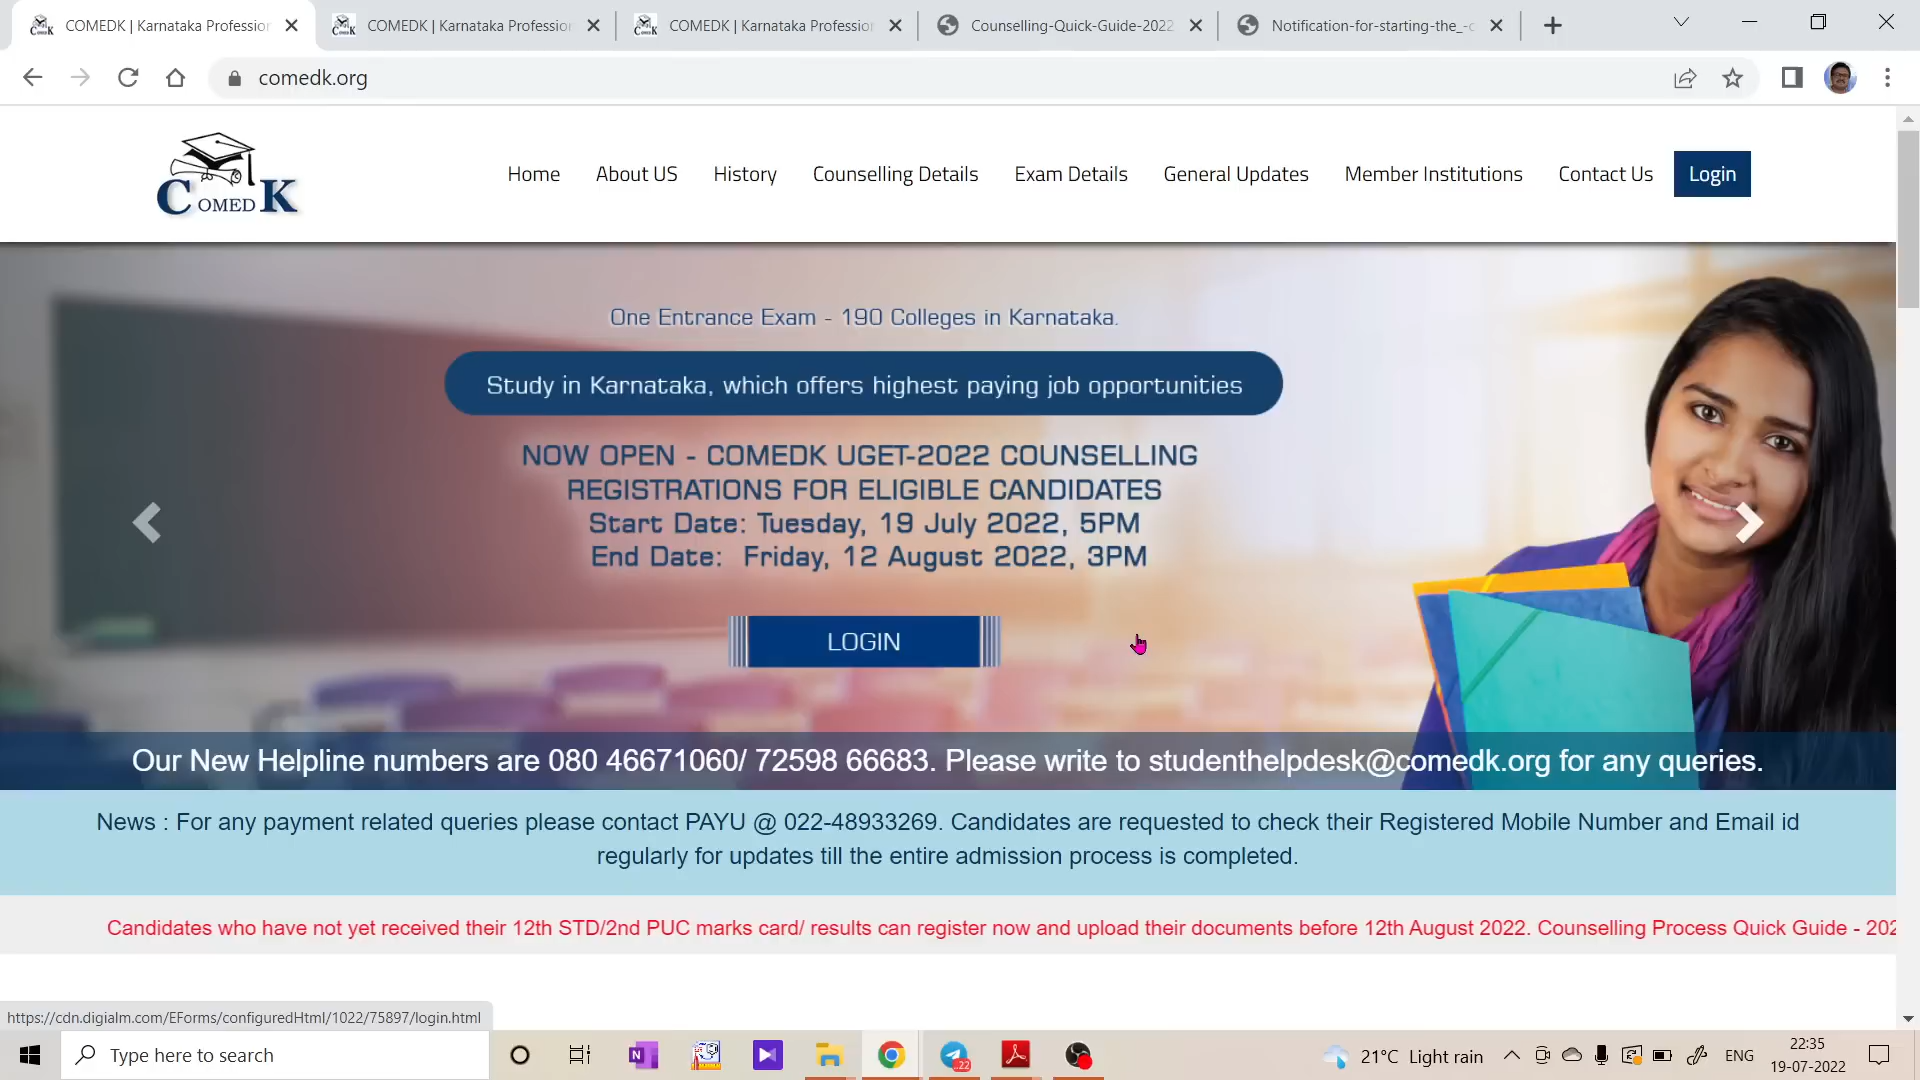 COMEDK | Karnataka Profession
COMEDK | Karnataka Profession
COMEDK | Karnataka Profession
Counselling-Quick-Guide-2022
Notification-for-starting-the_-c
comedk.org
COMEDK
Home
About US
History
Counselling Details
Exam Details
General Updates
Member Institutions
Contact Us
Login
One Entrance Exam - 190 Colleges in Karnataka.
Study in Karnataka, which offers highest paying job opportunities
NOW OPEN - COMEDK UGET-2022 COUNSELLING
REGISTRATIONS FOR ELIGIBLE CANDIDATES
Start Date: Tuesday, 19 July 2022, 5PM
End Date: Friday, 12 August 2022, 3PM
LOGIN
Our New Helpline numbers are 080 46671060/ 72598 66683. Please write to studenthelpdesk@comedk.org for any queries.
News : For any payment related queries please contact PAYU @ 022-48933269. Candidates are requested to check their Registered Mobile Number and Email id
regularly for updates till the entire admission process is completed.
Candidates who have not yet received their 12th STD/2nd PUC marks card/ results can register now and upload their documents before 12th August 2022. Counselling Process Quick Guide - 202
https://cdn.digialm.com/EForms/configuredHtml/1022/75897/login.html
Type here to search
22
21°C Light rain
ENG
22:35
19-07-2022